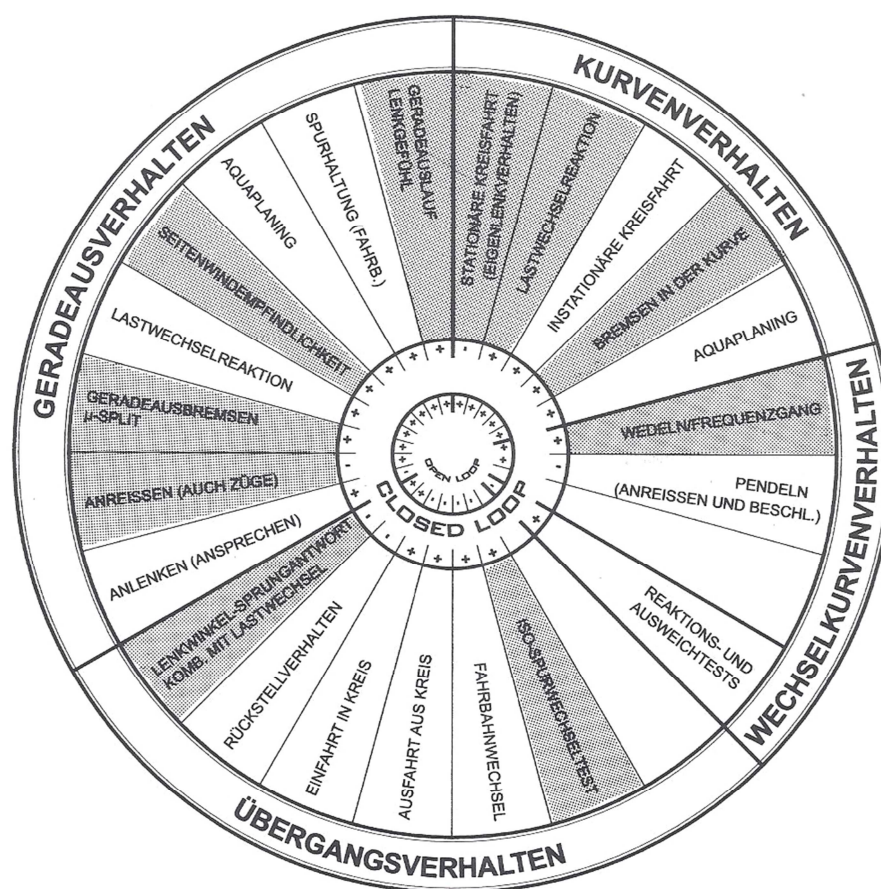 GERADEAUSVERHALTEN
KURVENVERHALTEN
WECHSELKURVENVERHALTEN
ÜBERGANGSVERHALTEN
STATIONÄRE KREISFAHRT
(EIGENLENKVERHALTEN)
LASTWECHSELREAKTION
INSTATIONÄRE KREISFAHRT
BREMSEN IN DER KURVE
AQUAPLANING
WEDELN/FREQUENZGANG
PENDELN
(ANREISSEN UND BESCHL.)
REAKTIONS- UND
AUSWEICHTESTS
ISO-SPURWECHSELTEST
FAHRBAHNWECHSEL
AUSFAHRT AUS KREIS
EINFAHRT IN KREIS
RÜCKSTELLVERHALTEN
LENKWINKEL-SPRUNGANTWORT
KOMB. MIT LASTWECHSEL
ANLENKEN (ANSPRECHEN)
ANREISSEN (AUCH ZÜGE)
GERADEAUSBREMSEN
µ-SPLIT
LASTWECHSELREAKTION
SEITENWINDEMPFINDLICHKEIT
AQUAPLANING
SPURHALTUNG (FAHRB.)
GERADEAUSLAUF
LENKGEFÜHL
OPEN LOOP
CLOSED LOOP